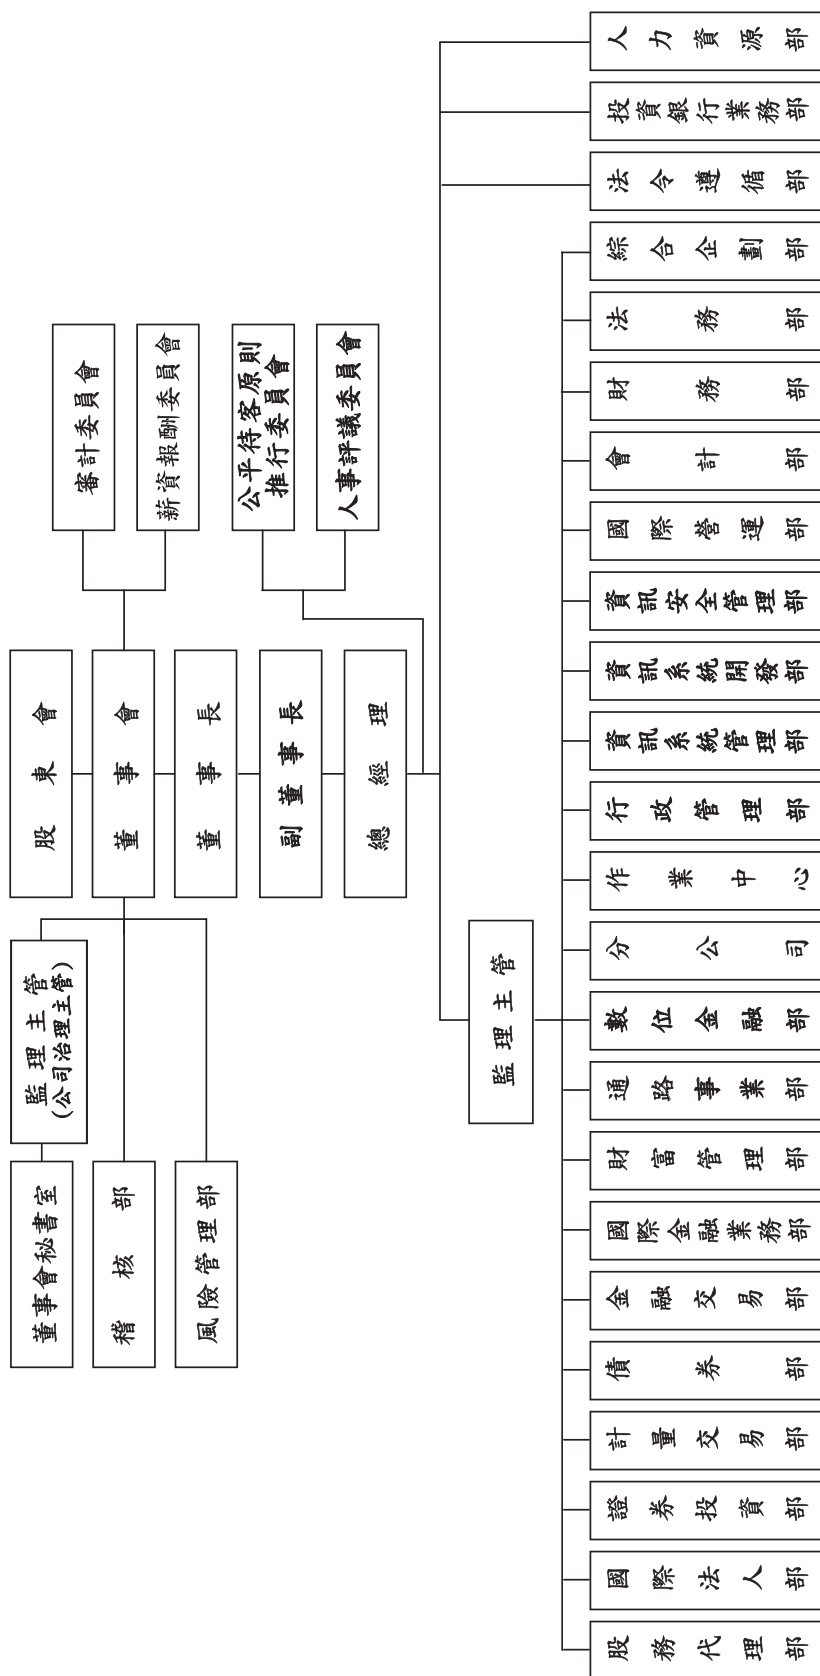 股東會
董事會
董事長
副董事長
總經理
審計委員會
薪資報酬委員會
公平待客原則
推行委員會
人事評議委員會
監理主管
(公司治理主管)
董事會秘書室
稽核部
風險管理部
監理主管
人力資源部
投資銀行業務部
法令遵循部
綜合企劃部
法務部
財務部
會計部
國際營運部
資訊安全管理部
資訊系統開發部
資訊系統管理部
行政管理部
作業中心
分公司
數位金融部
通路事業部
財富管理部
國際金融業務部
金融交易部
債券部
計量交易部
證券投資部
國際法人部
股務代理部